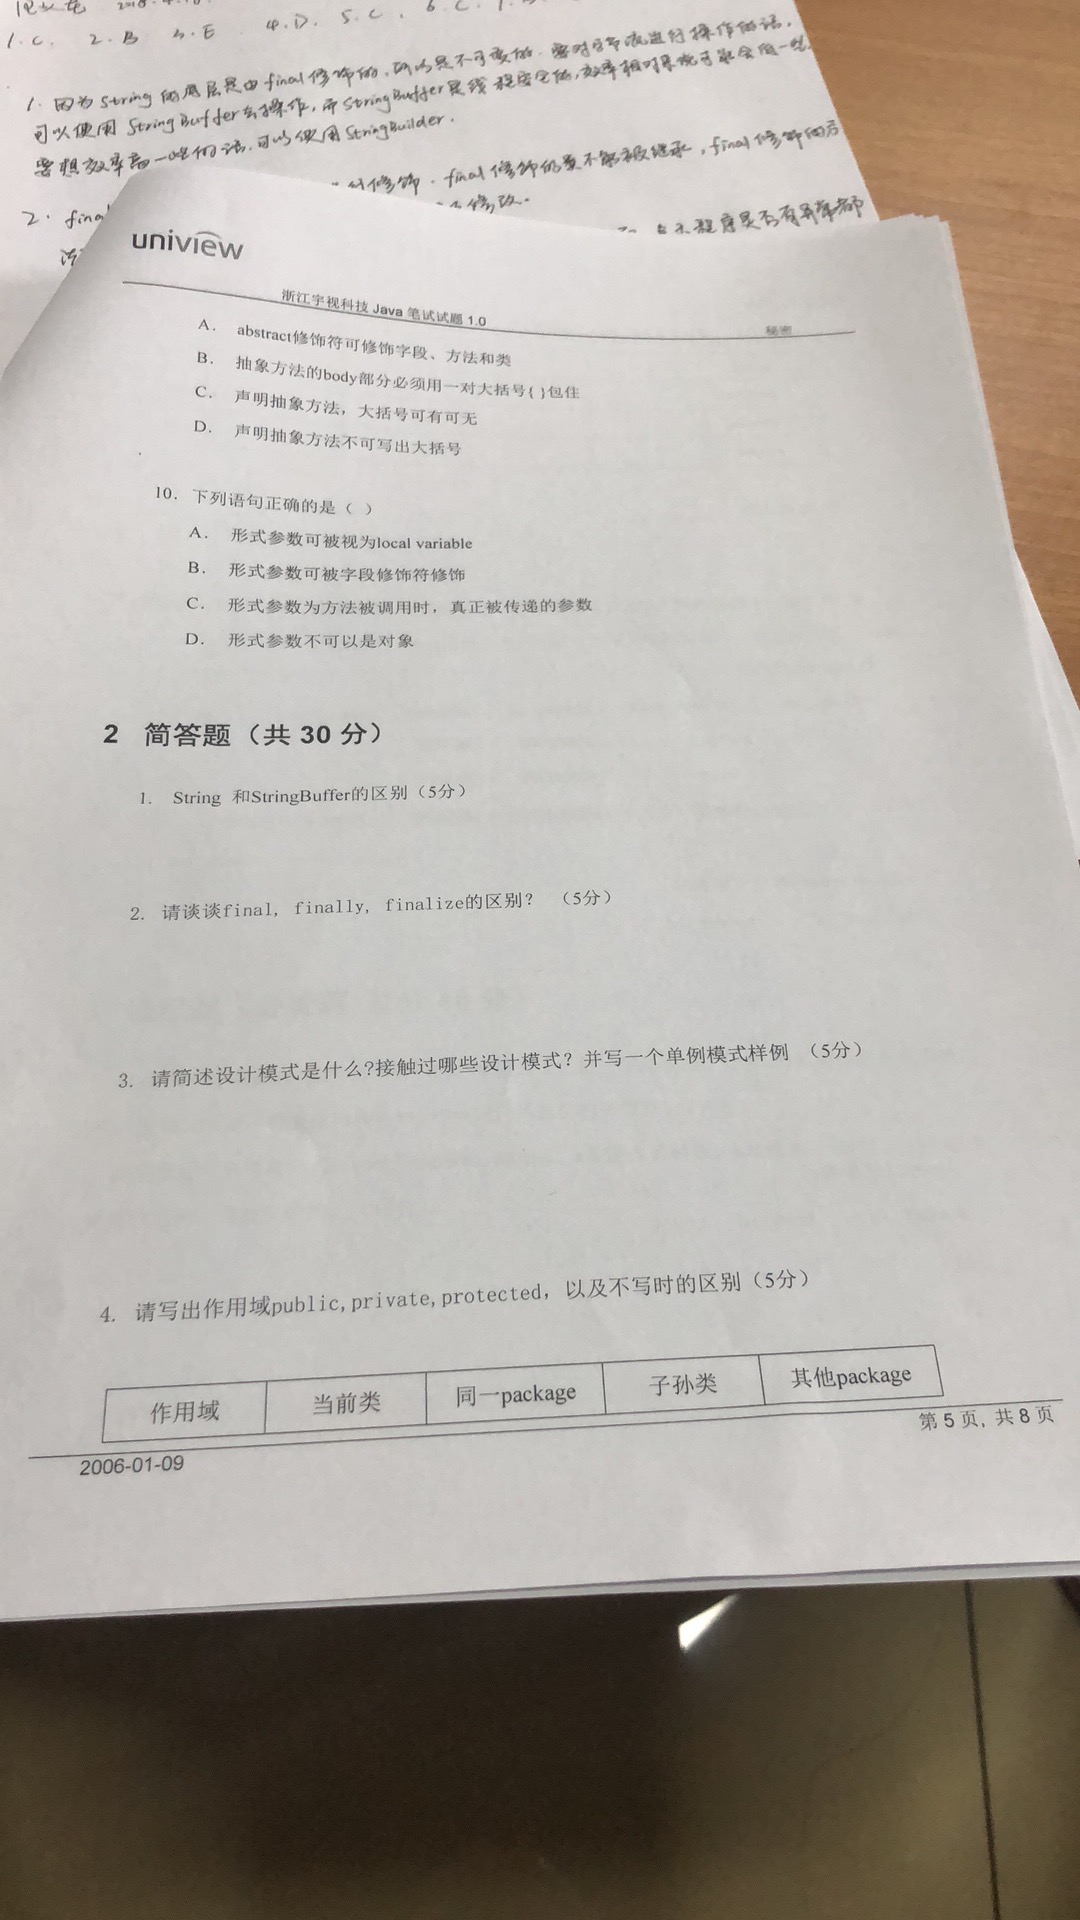 1.C. 2.B 3.E 4.D. 5.C. 6.C.
1. 因为String的底层是由final修饰的,所以是不可变的.要对字节流进行操作的话,
可以使用StringBuffer去操作,而StringBuffer是线程安全的,效率相对来说可能会低一些,
要想效率高一些的话,可以使用StringBuilder.
2. final 修饰. final修饰的类不能被继承,final修饰的方
修改.
表示程序是否有异常都
uniview
浙江宇视科技 Java 笔试试题 1.0 秘密
A. abstract修饰符可修饰字段、方法和类
B. 抽象方法的body部分必须用一对大括号{ }包住
C. 声明抽象方法，大括号可有可无
D. 声明抽象方法不可写出大括号
10. 下列语句正确的是（ ）
A. 形式参数可被视为local variable
B. 形式参数可被字段修饰符修饰
C. 形式参数为方法被调用时，真正被传递的参数
D. 形式参数不可以是对象
2 简答题（共 30 分）
1. String 和StringBuffer的区别（5分）
2. 请谈谈final, finally, finalize的区别？ （5分）
3. 请简述设计模式是什么?接触过哪些设计模式？并写一个单例模式样例 （5分）
4. 请写出作用域public,private,protected, 以及不写时的区别（5分）
作用域 当前类 同一package 子孙类 其他package
第 5 页, 共 8 页
2006-01-09